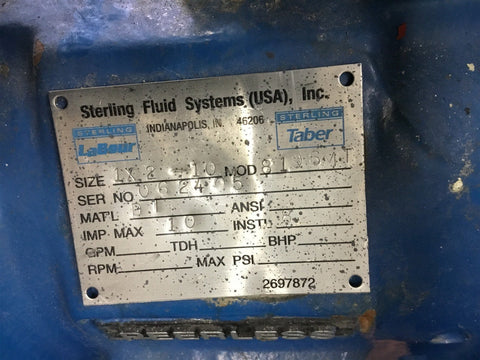 Sterling Fluid Systems (USA), Inc.
INDIANAPOLIS, IN. 46206
STERLING LaBour
STERLING Taber
SIZE 1X2-10 MOD
SER NO.
MAT'L ANSI
IMP MAX 10 INST
GPM TDH BHP
RPM MAX PSI
2697872